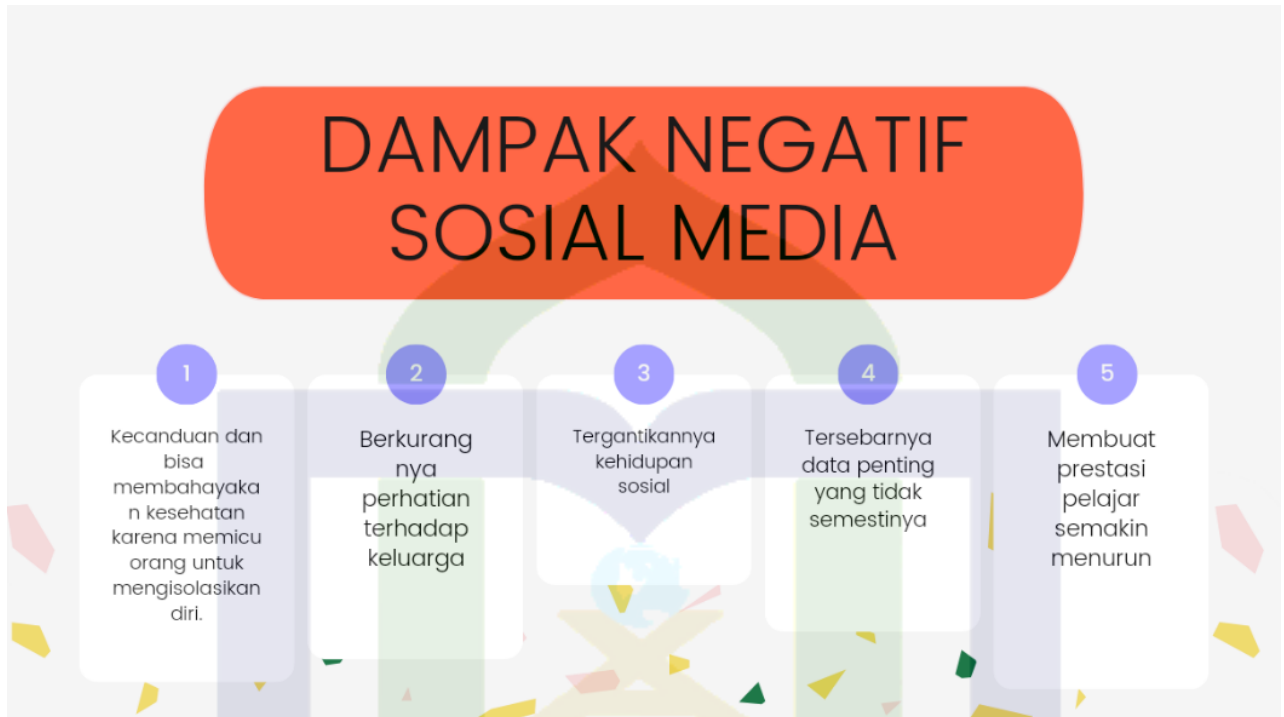 DAMPAK NEGATIF
SOSIAL MEDIA
1
Kecanduan dan
bisa
membahayaka
n kesehatan
karena memicu
orang untuk
mengisolasikan
diri.
2
Berkurang
nya
perhatian
terhadap
keluarga
3
Tergantikannya
kehidupan
sosial
4
Tersebarnya
data penting
yang tidak
semestinya
5
Membuat
prestasi
pelajar
semakin
menurun